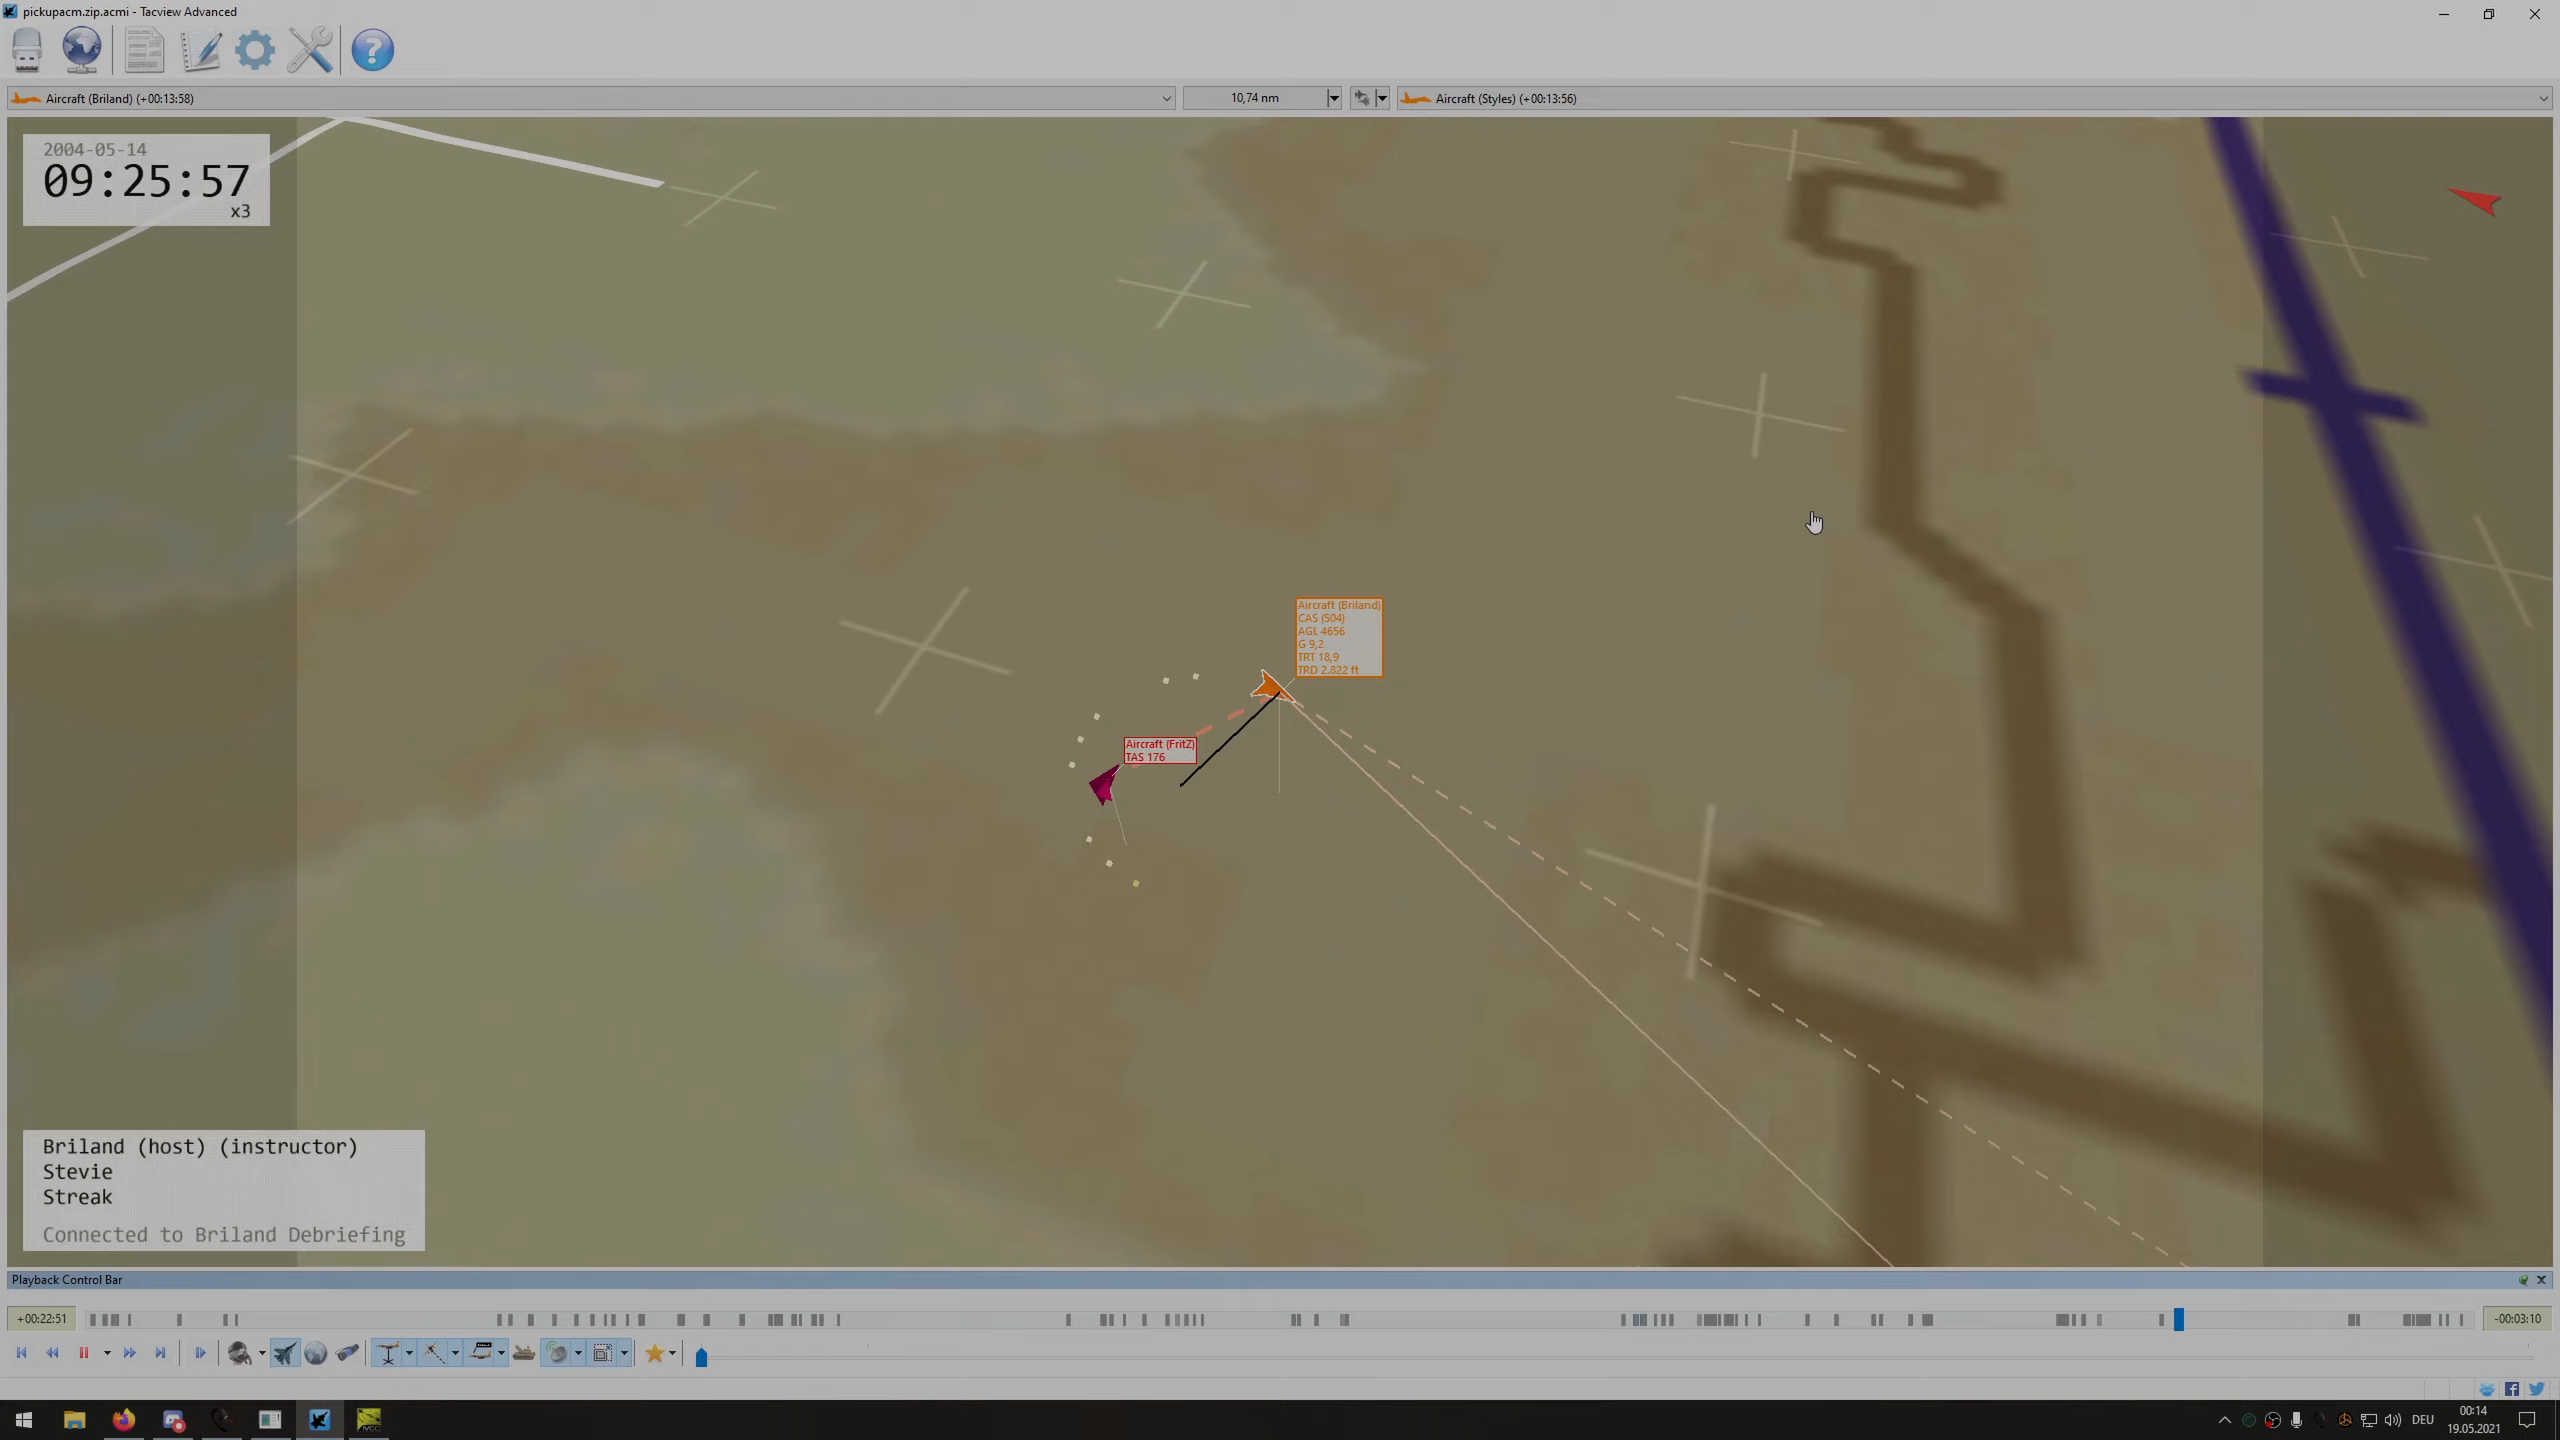 pickupacm.zip.acmi - Tacview Advanced
Aircraft (Briland) (+00:13:58)
10,74 nm
Aircraft (Styles) (+00:13:56)
2004-05-14
09:25:57
x3
Aircraft (Briland)
CAS (504)
AGL 4656
G 9,2
TRT 18,9
TRD 2.822 ft
Aircraft (FritZ)
TAS 176
Briland (host) (instructor)
Stevie
Streak
Connected to Briland Debriefing
Playback Control Bar
+00:22:51
-00:03:10
DEU
00:14
19.05.2021